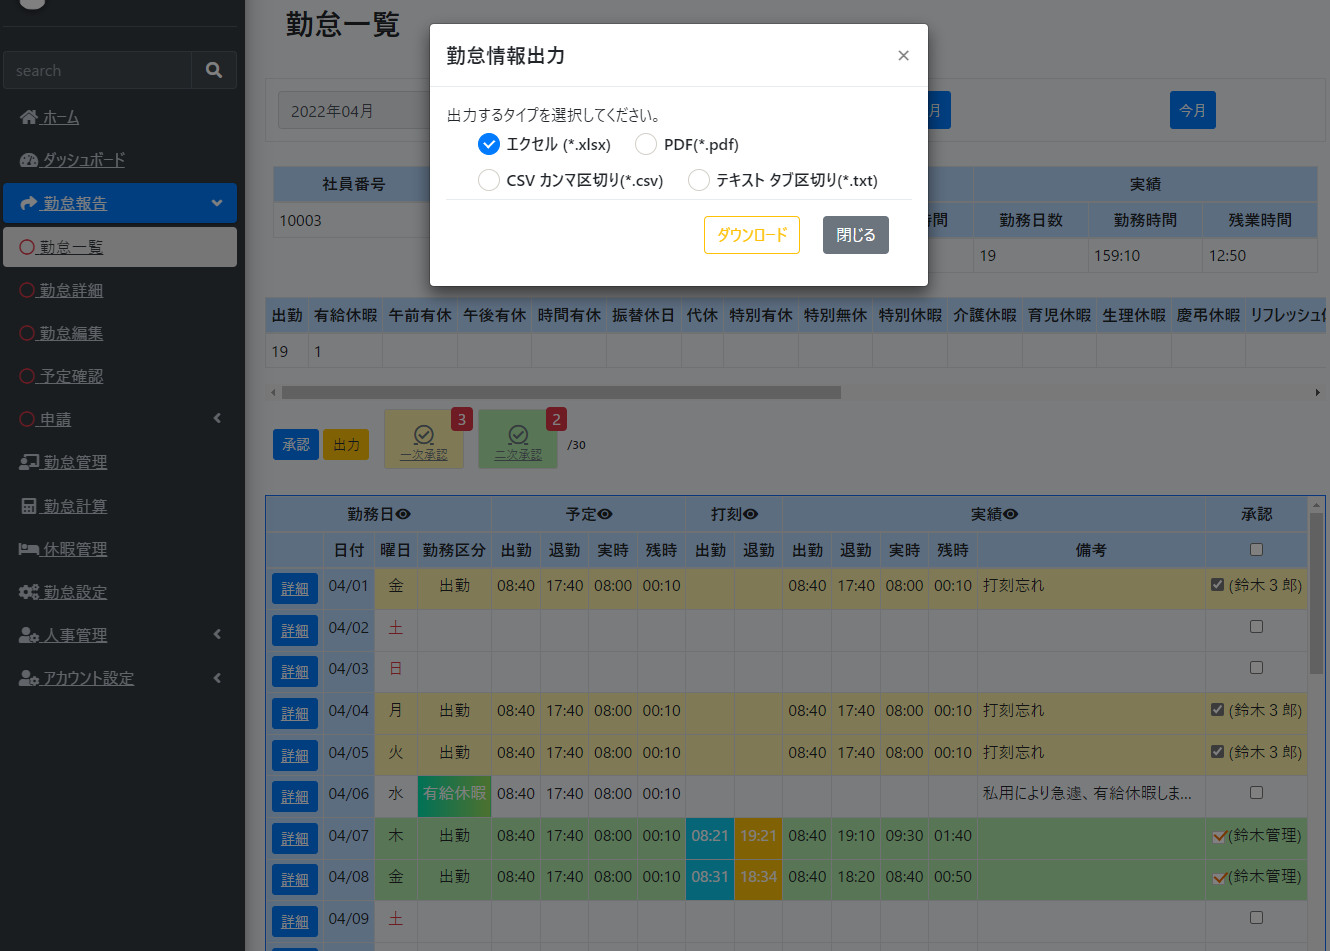 search
ホーム
ダッシュボード
勤怠報告
勤怠一覧
勤怠詳細
勤怠編集
予定確認
申請
勤怠管理
勤怠計算
休暇管理
勤怠設定
人事管理
アカウント設定
勤怠一覧
2022年04月
月
今月
勤怠情報出力
×
出力するタイプを選択してください。
エクセル (*.xlsx) PDF(*.pdf)
CSV カンマ区切り(*.csv) テキスト タブ区切り(*.txt)
ダウンロード 閉じる
社員番号 実績
間 勤務日数 勤務時間 残業時間
10003 19 159:10 12:50
出勤 有給休暇 午前有休 午後有休 時間有休 振替休日 代休 特別有休 特別無休 特別休暇 介護休暇 育児休暇 生理休暇 慶弔休暇 リフレッシュ
19 1
承認 出力 一次承認 3 二次承認 2 /30
勤務日 予定 打刻 実績 承認
日付 曜日 勤務区分 出勤 退勤 実時 残時 出勤 退勤 出勤 退勤 実時 残時 備考
詳細 04/01 金 出勤 08:40 17:40 08:00 00:10 08:40 17:40 08:00 00:10 打刻忘れ (鈴木３郎)
詳細 04/02 土
詳細 04/03 日
詳細 04/04 月 出勤 08:40 17:40 08:00 00:10 08:40 17:40 08:00 00:10 打刻忘れ (鈴木３郎)
詳細 04/05 火 出勤 08:40 17:40 08:00 00:10 08:40 17:40 08:00 00:10 打刻忘れ (鈴木３郎)
詳細 04/06 水 有給休暇 08:40 17:40 08:00 00:10 私用により急遽、有給休暇しま...
詳細 04/07 木 出勤 08:40 17:40 08:00 00:10 08:21 19:21 08:40 19:10 09:30 01:40 (鈴木管理)
詳細 04/08 金 出勤 08:40 17:40 08:00 00:10 08:31 18:34 08:40 18:20 08:40 00:50 (鈴木管理)
詳細 04/09 土